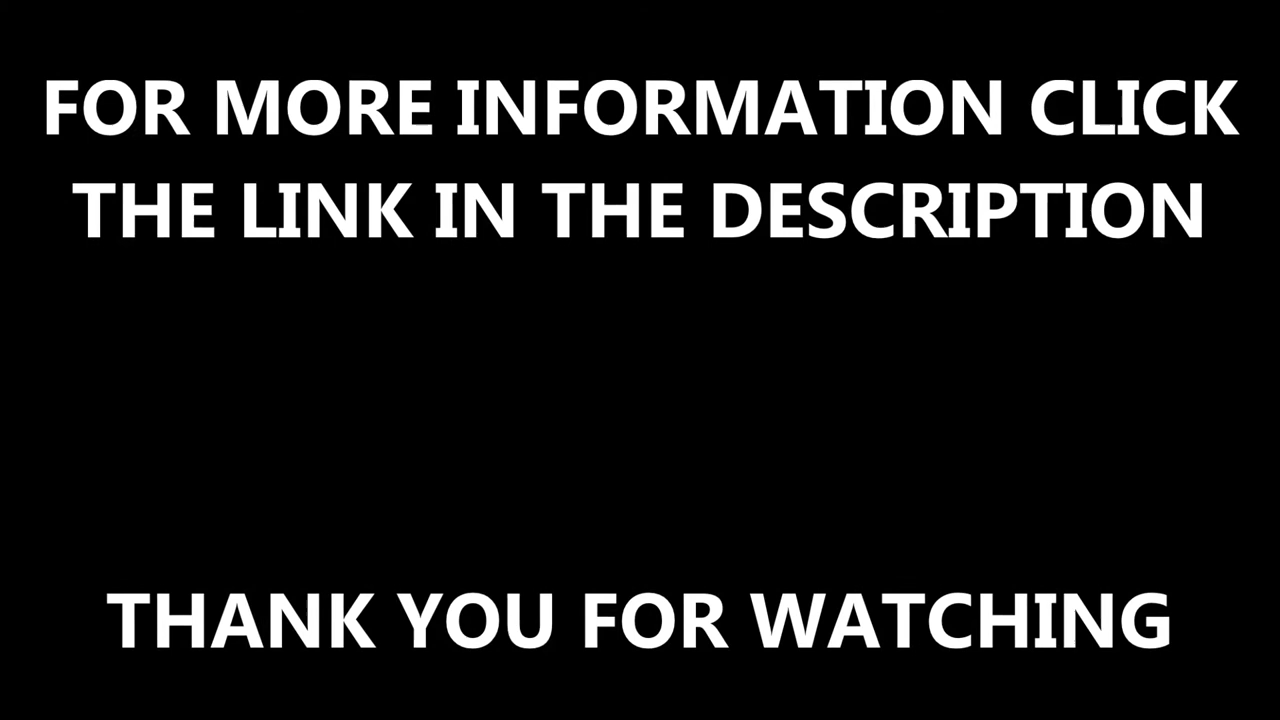 FOR MORE INFORMATION CLICK
THE LINK IN THE DESCRIPTION
THANK YOU FOR WATCHING